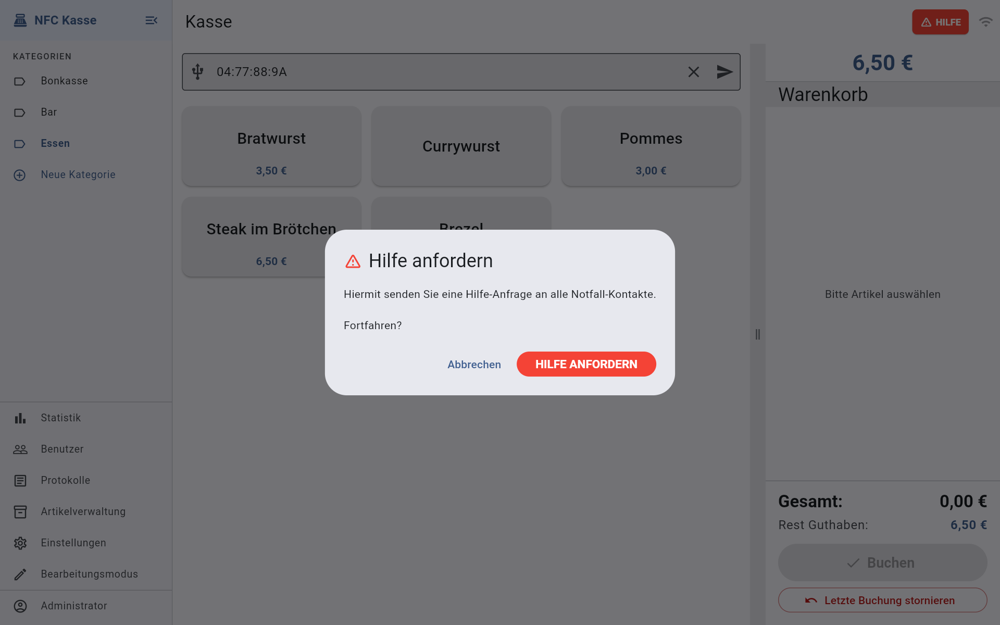 NFC Kasse
KATEGORIEN
Bonkasse
Bar
Essen
Neue Kategorie
Statistik
Benutzer
Protokolle
Artikelverwaltung
Einstellungen
Bearbeitungsmodus
Administrator
Kasse
HILFE
04:77:88:9A
Bratwurst
3,50 €
Currywurst
Pommes
3,00 €
Steak im Brötchen
6,50 €
Brezel
Hilfe anfordern
Hiermit senden Sie eine Hilfe-Anfrage an alle Notfall-Kontakte.
Fortfahren?
Abbrechen
HILFE ANFORDERN
6,50 €
Warenkorb
Bitte Artikel auswählen
Gesamt: 0,00 €
Rest Guthaben: 6,50 €
Buchen
Letzte Buchung stornieren